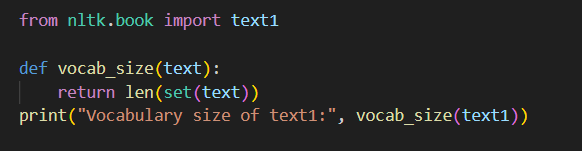 from nltk.book import text1
def vocab_size(text):
    return len(set(text))
print("Vocabulary size of text1:", vocab_size(text1))